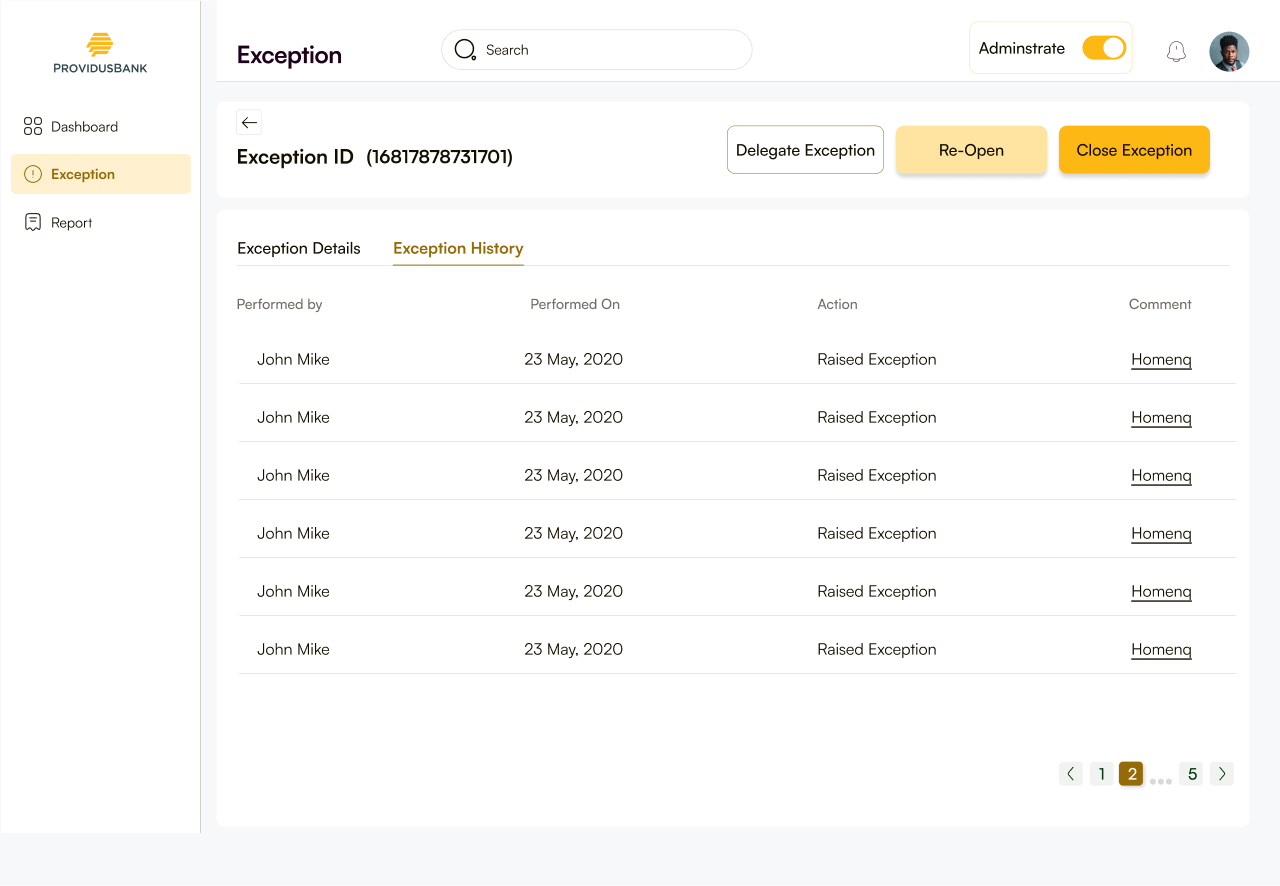 PROVIDUSBANK
Dashboard
Exception
Report
Exception
Search
Adminstrate
Exception ID (16817878731701)
Delegate Exception
Re-Open
Close Exception
Exception Details
Exception History
Performed by Performed On Action Comment
John Mike 23 May, 2020 Raised Exception Homenq
John Mike 23 May, 2020 Raised Exception Homenq
John Mike 23 May, 2020 Raised Exception Homenq
John Mike 23 May, 2020 Raised Exception Homenq
John Mike 23 May, 2020 Raised Exception Homenq
John Mike 23 May, 2020 Raised Exception Homenq
1 2 ... 5